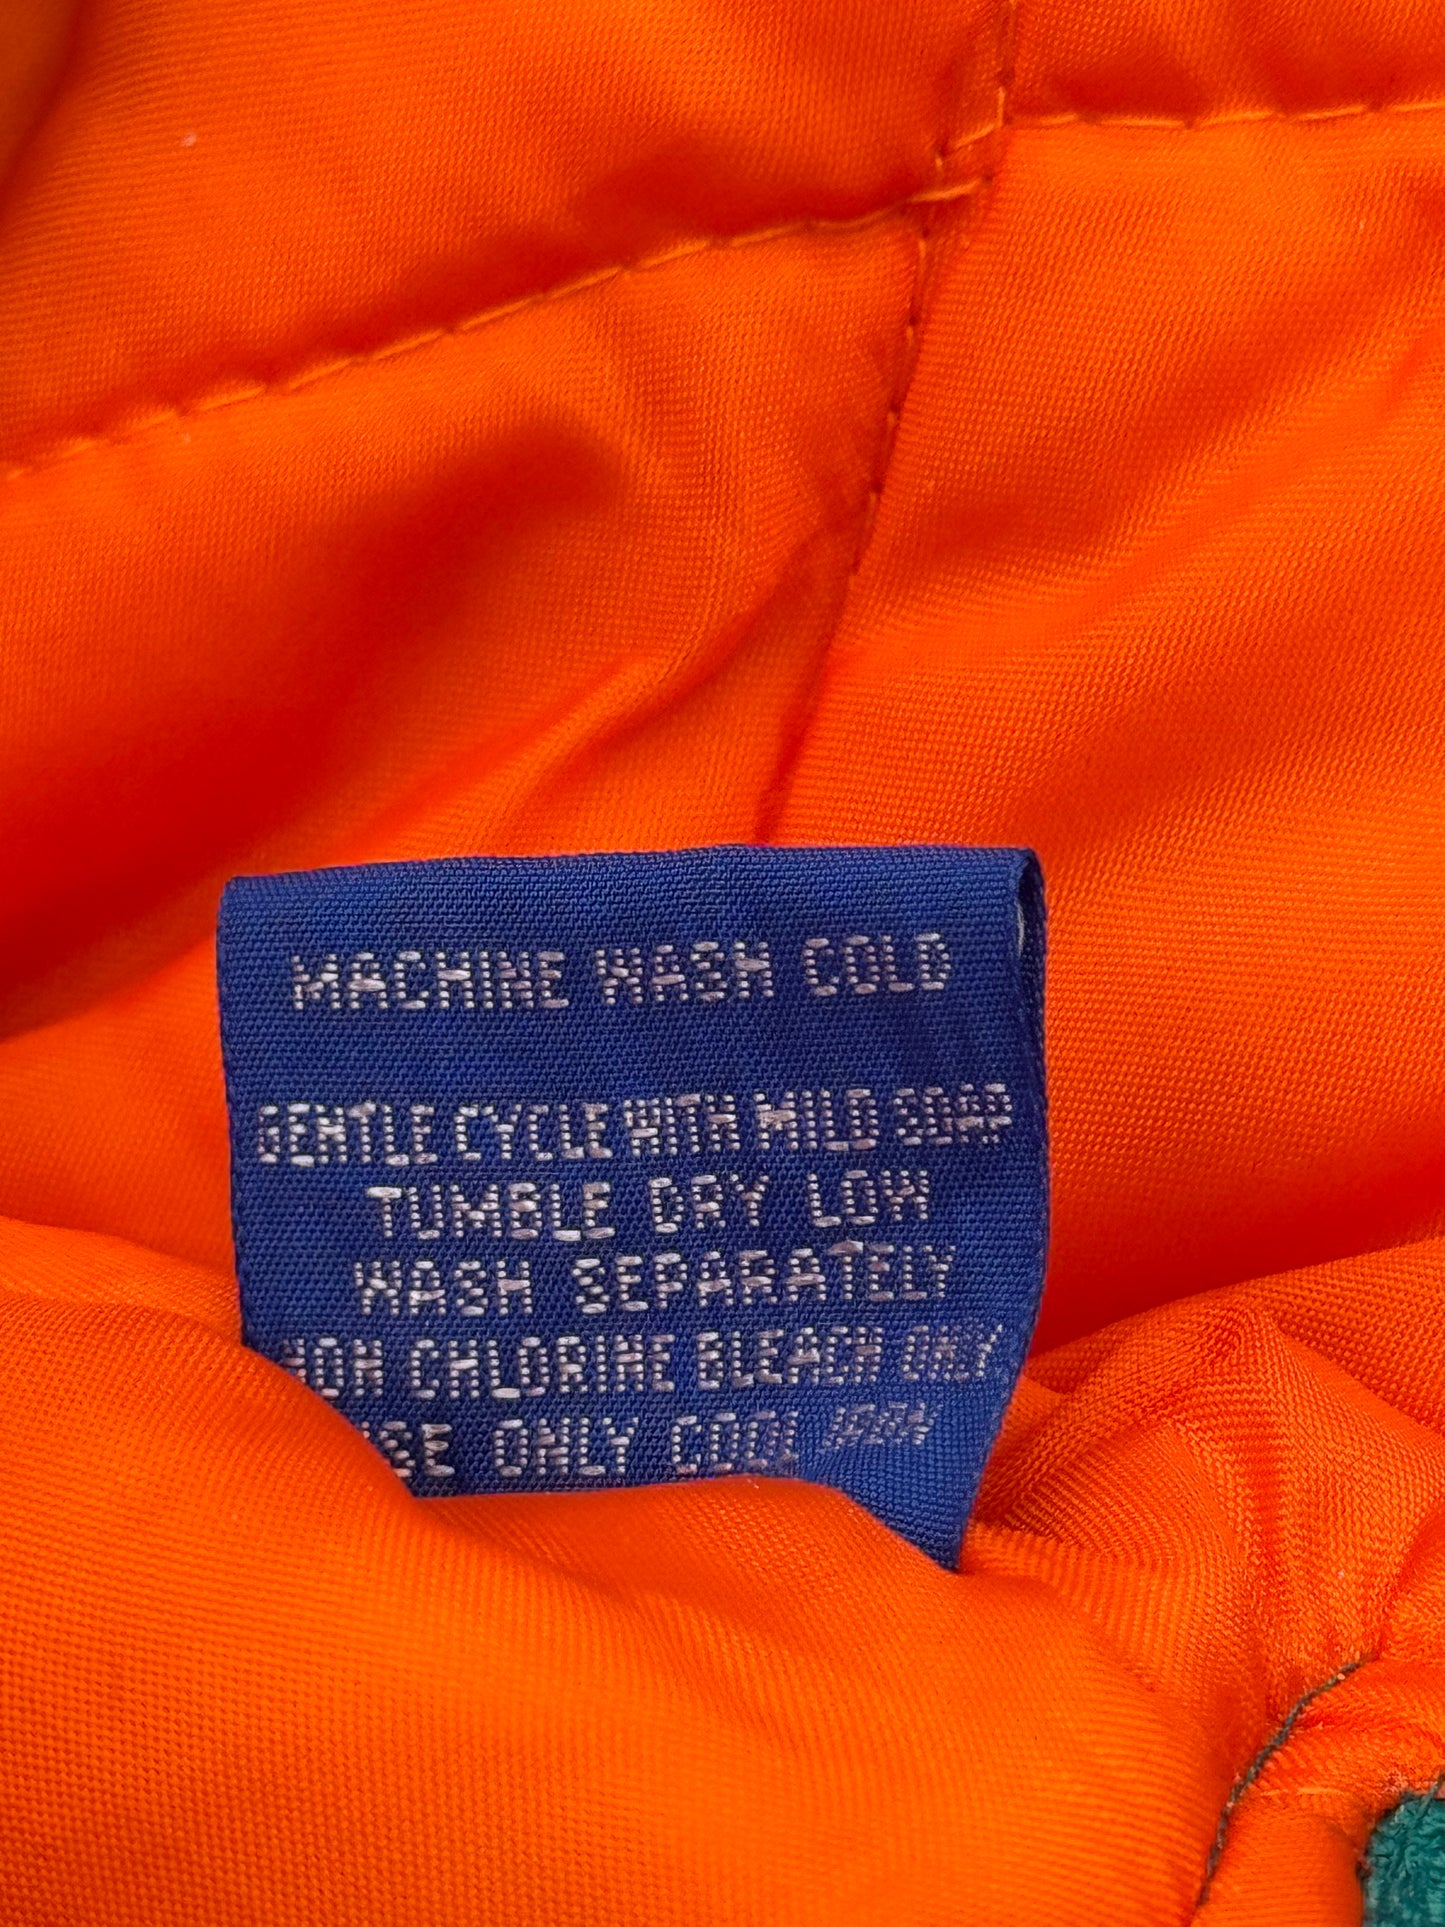 MACHINE WASH COLD
GENTLE CYCLE WITH MILD SOAP
TUMBLE DRY LOW
WASH SEPARATELY
NON CHLORINE BLEACH ONLY
SE ONLY COOL IRON